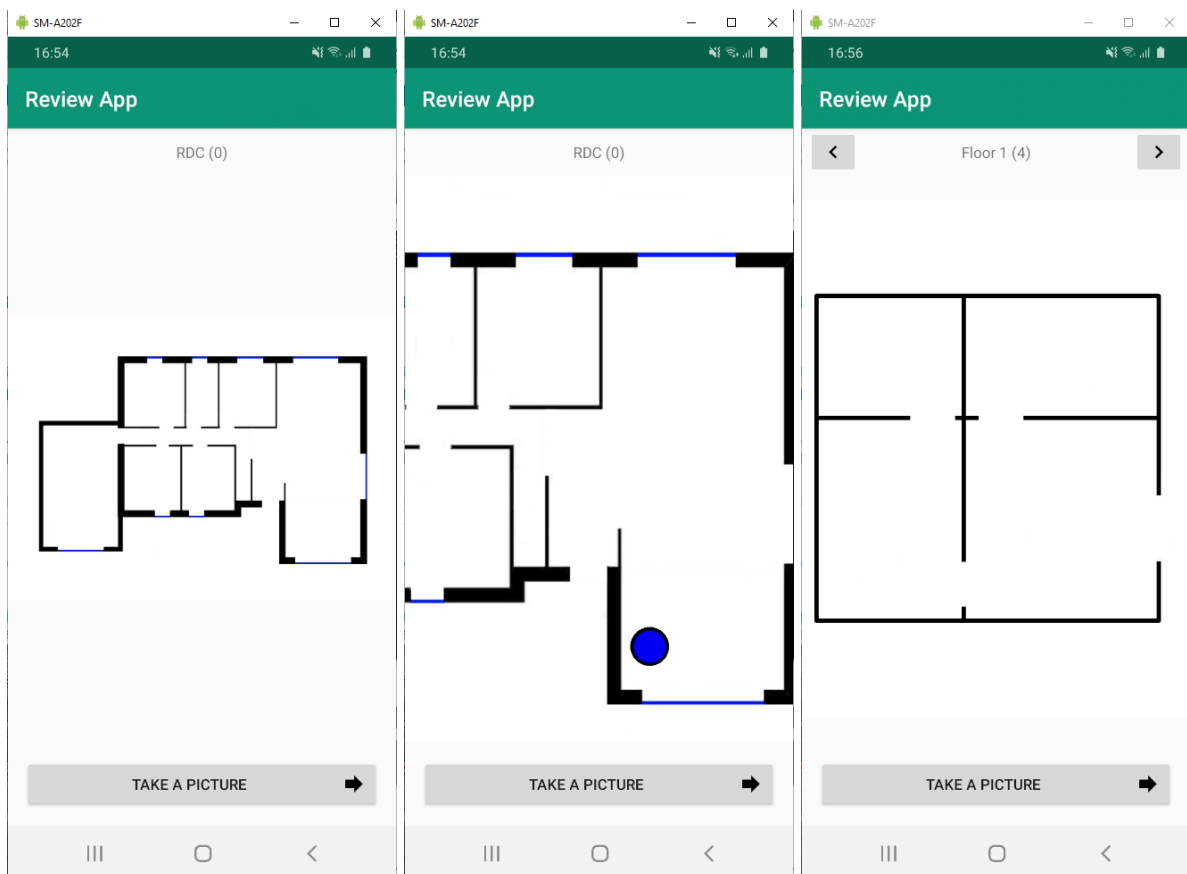 SM-A202F
16:54
Review App
RDC (0)
TAKE A PICTURE
SM-A202F
16:54
Review App
RDC (0)
TAKE A PICTURE
SM-A202F
16:56
Review App
Floor 1 (4)
TAKE A PICTURE